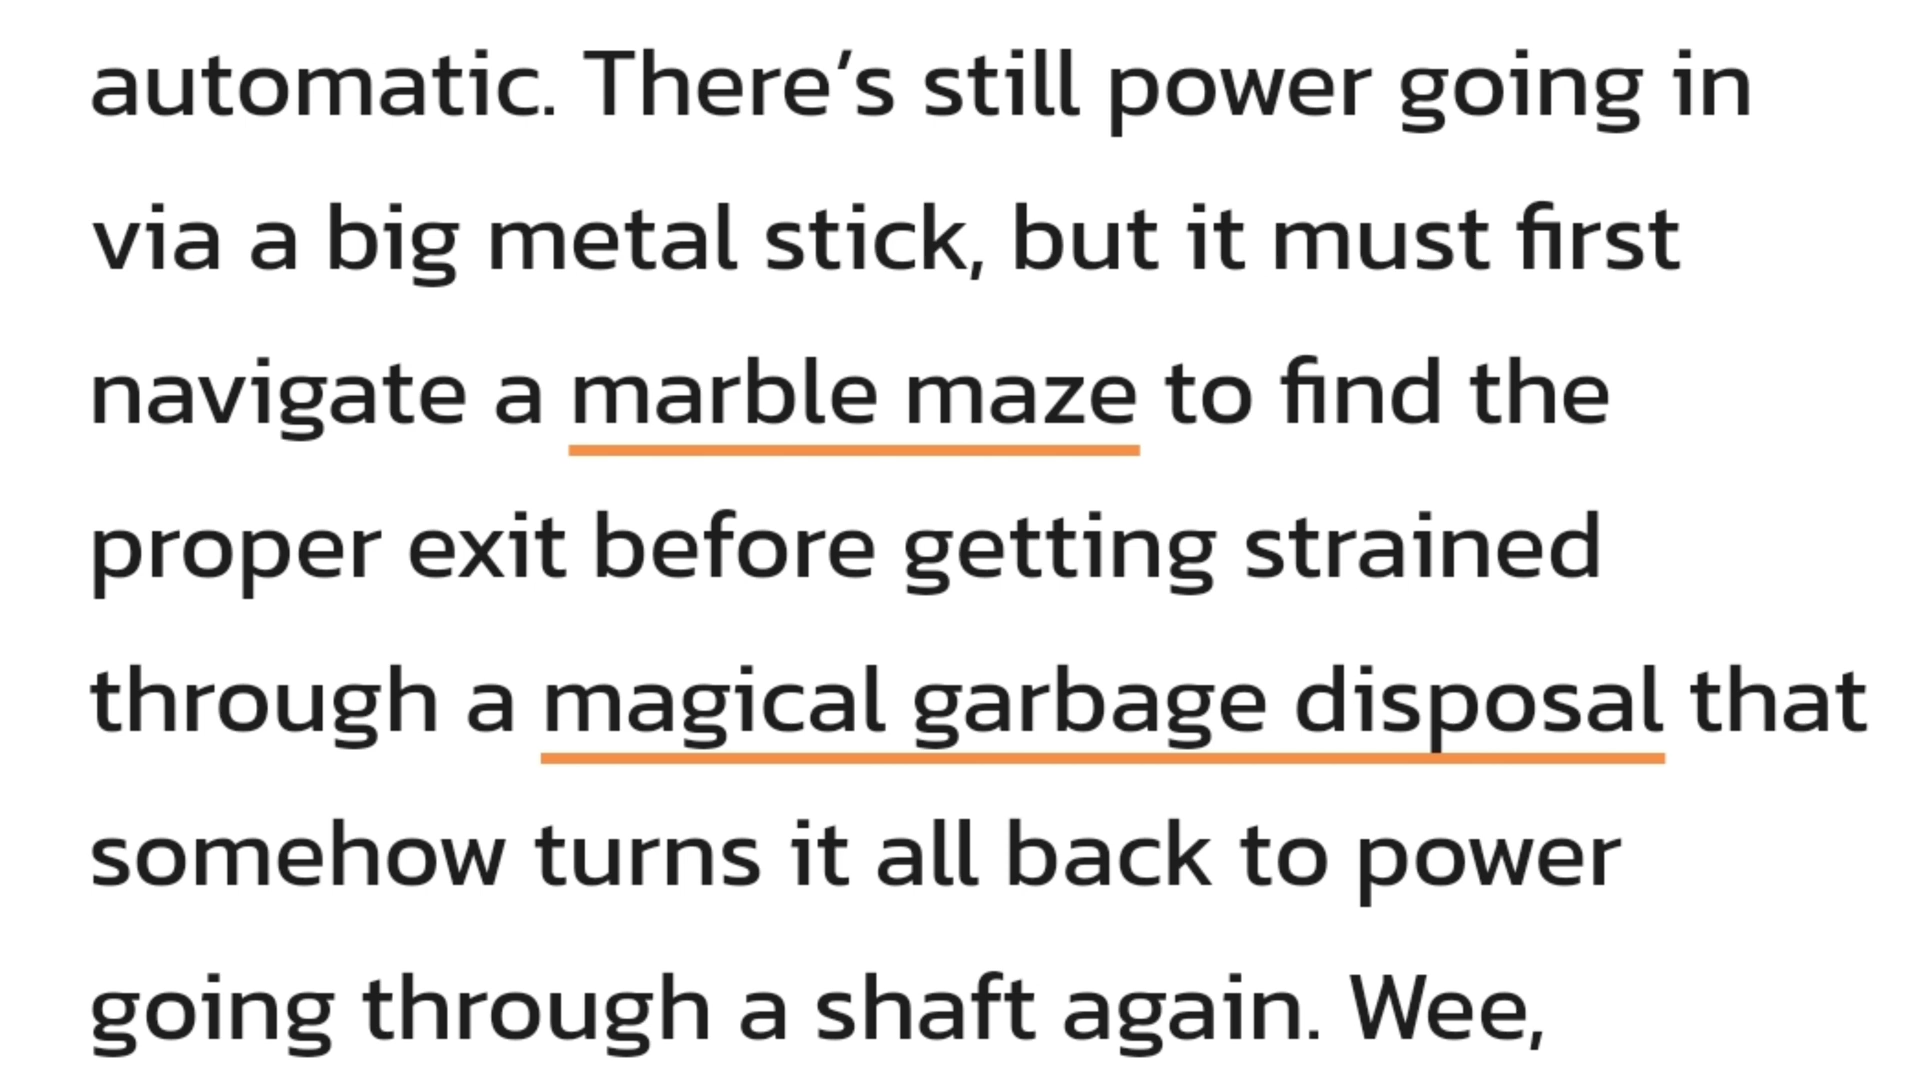 automatic. There’s still power going in
via a big metal stick, but it must first
navigate a marble maze to find the
proper exit before getting strained
through a magical garbage disposal that
somehow turns it all back to power
going through a shaft again. Wee,